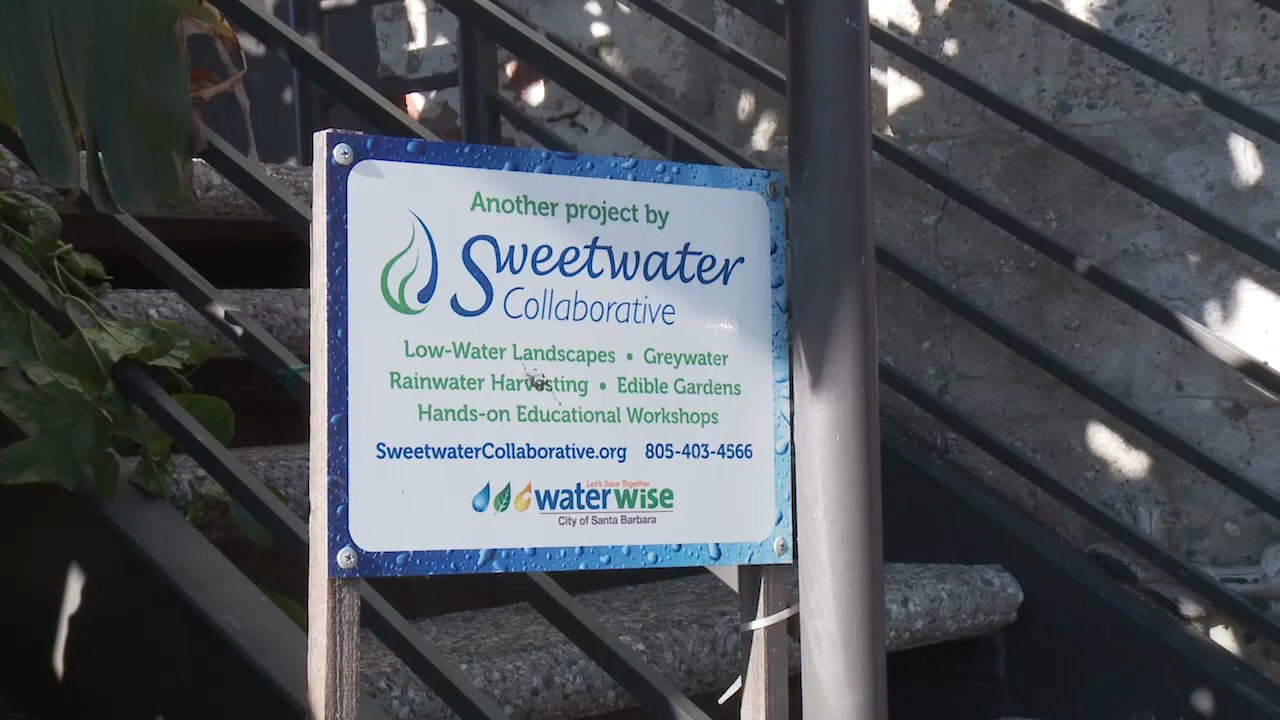 Another project by
Sweetwater
Collaborative
Low-Water Landscapes • Greywater
Rainwater Harvesting • Edible Gardens
Hands-on Educational Workshops
SweetwaterCollaborative.org 805-403-4566
Let's Save Together
waterwise
City of Santa Barbara